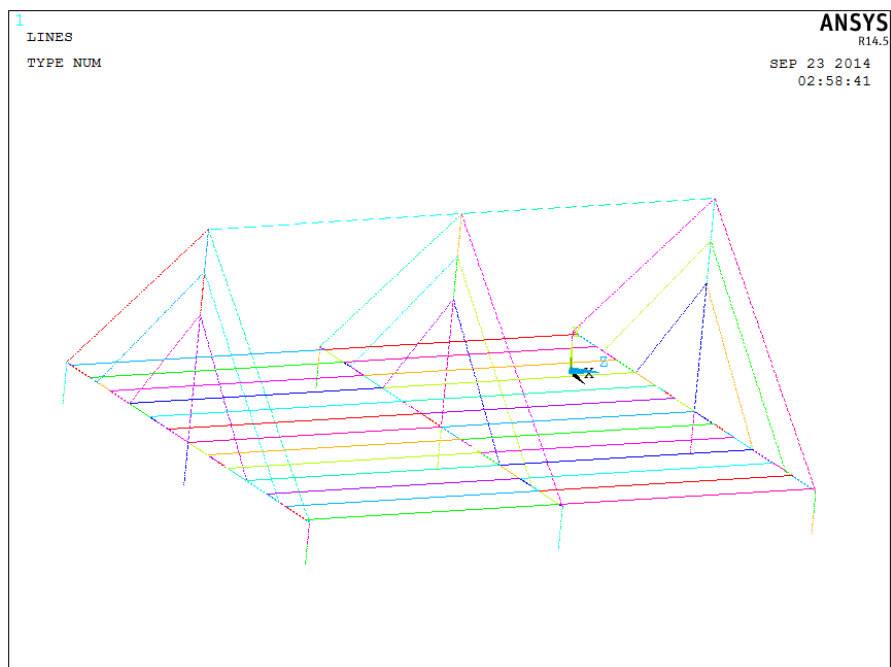 1
ANSYS
R14.5
LINES
TYPE NUM
SEP 23 2014
02:58:41
Z
X